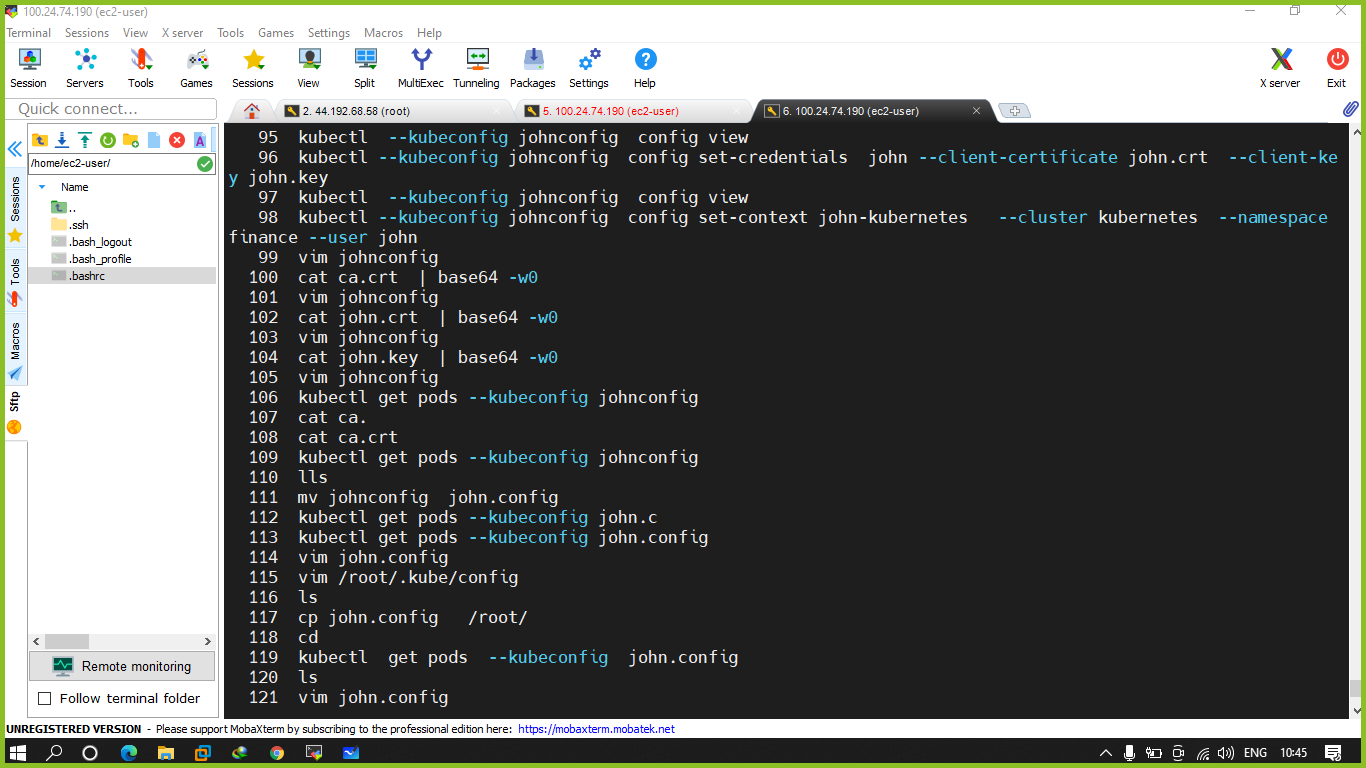 100.24.74.190 (ec2-user)
Terminal Sessions View X server Tools Games Settings Macros Help
Session Servers Tools Games Sessions View Split MultiExec Tunneling Packages Settings Help X server Exit
Quick connect...
2. 44.192.68.58 (root)
5. 100.24.74.190 (ec2-user)
6. 100.24.74.190 (ec2-user)
/home/ec2-user/
Name
..
.ssh
.bash_logout
.bash_profile
.bashrc
Sessions
Tools
Macros
Sftp
Remote monitoring
Follow terminal folder
95 kubectl --kubeconfig johnconfig config view
96 kubectl --kubeconfig johnconfig config set-credentials john --client-certificate john.crt --client-ke
y john.key
97 kubectl --kubeconfig johnconfig config view
98 kubectl --kubeconfig johnconfig config set-context john-kubernetes --cluster kubernetes --namespace
finance --user john
99 vim johnconfig
100 cat ca.crt | base64 -w0
101 vim johnconfig
102 cat john.crt | base64 -w0
103 vim johnconfig
104 cat john.key | base64 -w0
105 vim johnconfig
106 kubectl get pods --kubeconfig johnconfig
107 cat ca.
108 cat ca.crt
109 kubectl get pods --kubeconfig johnconfig
110 lls
111 mv johnconfig john.config
112 kubectl get pods --kubeconfig john.c
113 kubectl get pods --kubeconfig john.config
114 vim john.config
115 vim /root/.kube/config
116 ls
117 cp john.config /root/
118 cd
119 kubectl get pods --kubeconfig john.config
120 ls
121 vim john.config
UNREGISTERED VERSION - Please support MobaXterm by subscribing to the professional edition here: https://mobaxterm.mobatek.net
ENG 10:45